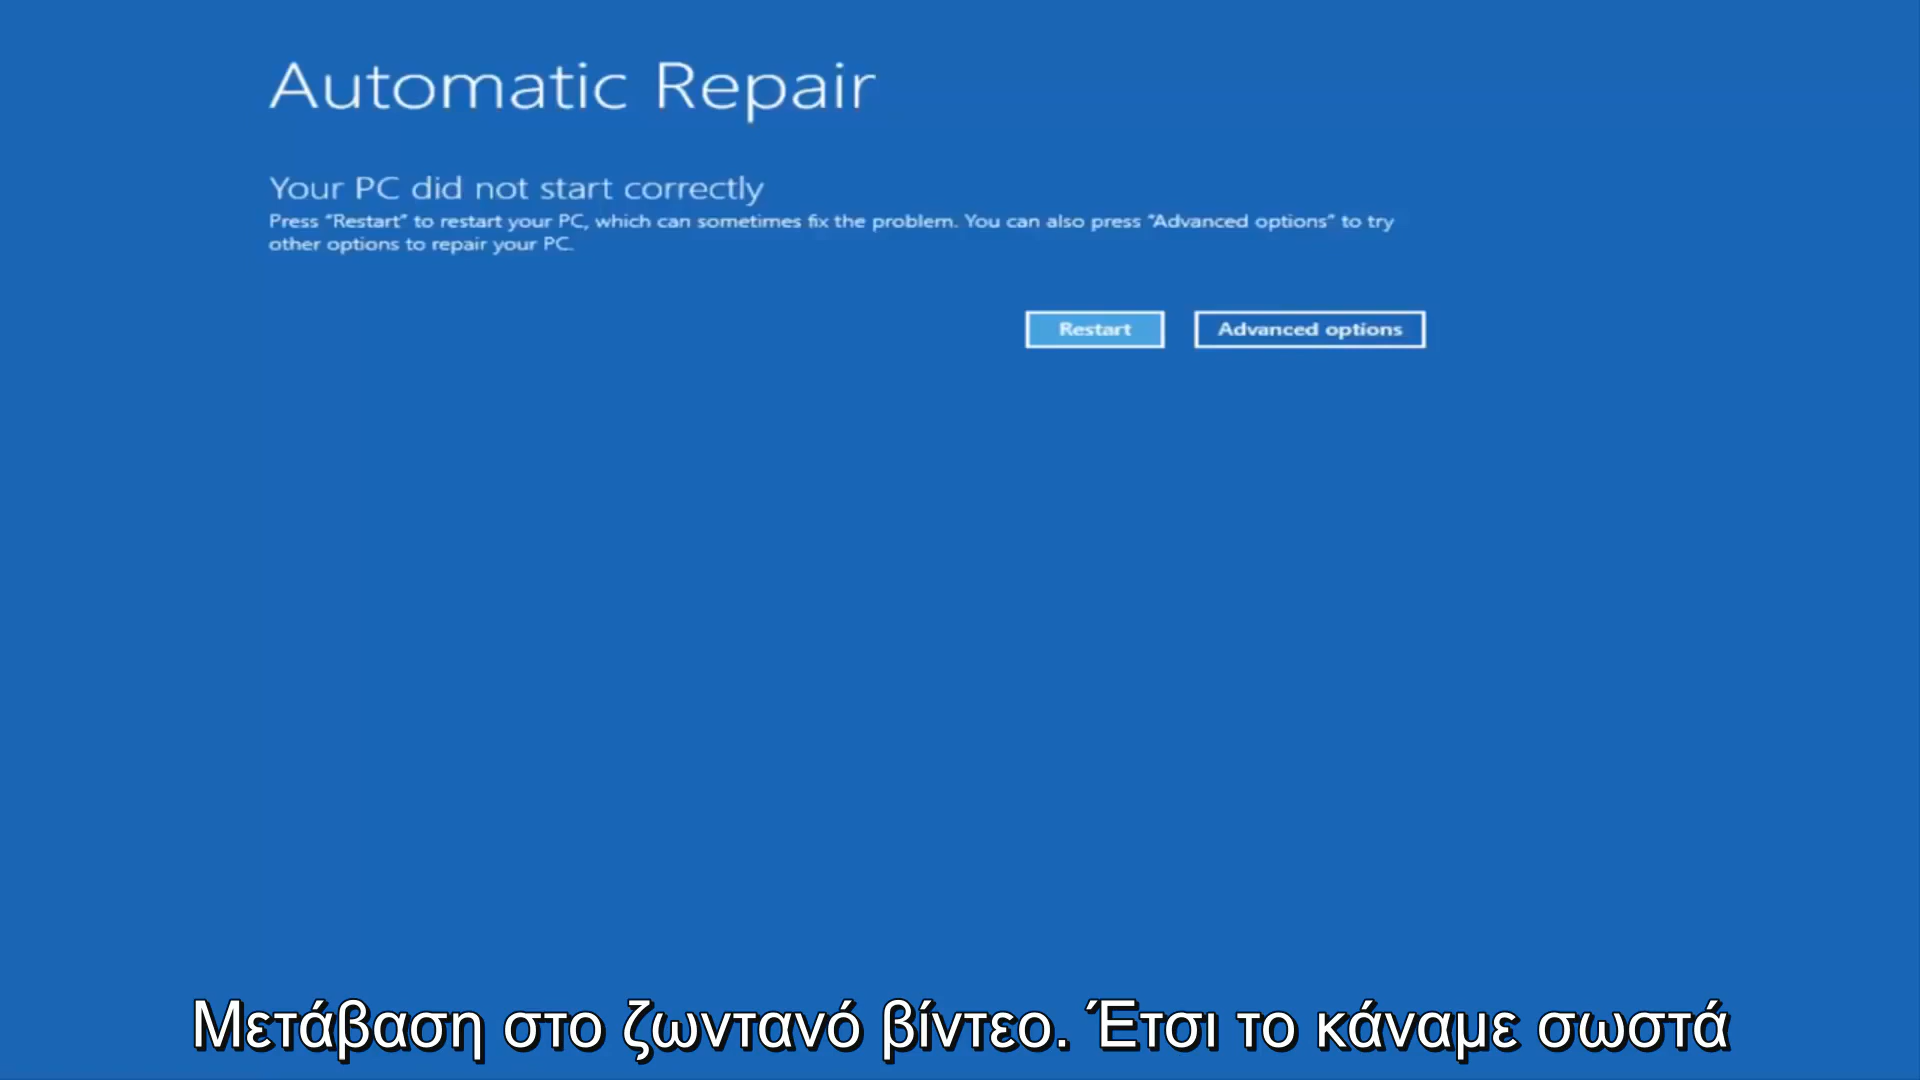 Automatic Repair
Your PC did not start correctly
Press "Restart" to restart your PC, which can sometimes fix the problem. You can also press "Advanced options" to try
other options to repair your PC.
Restart
Advanced options
Μετάβαση στο ζωντανό βίντεο. Έτσι το κάναμε σωστά